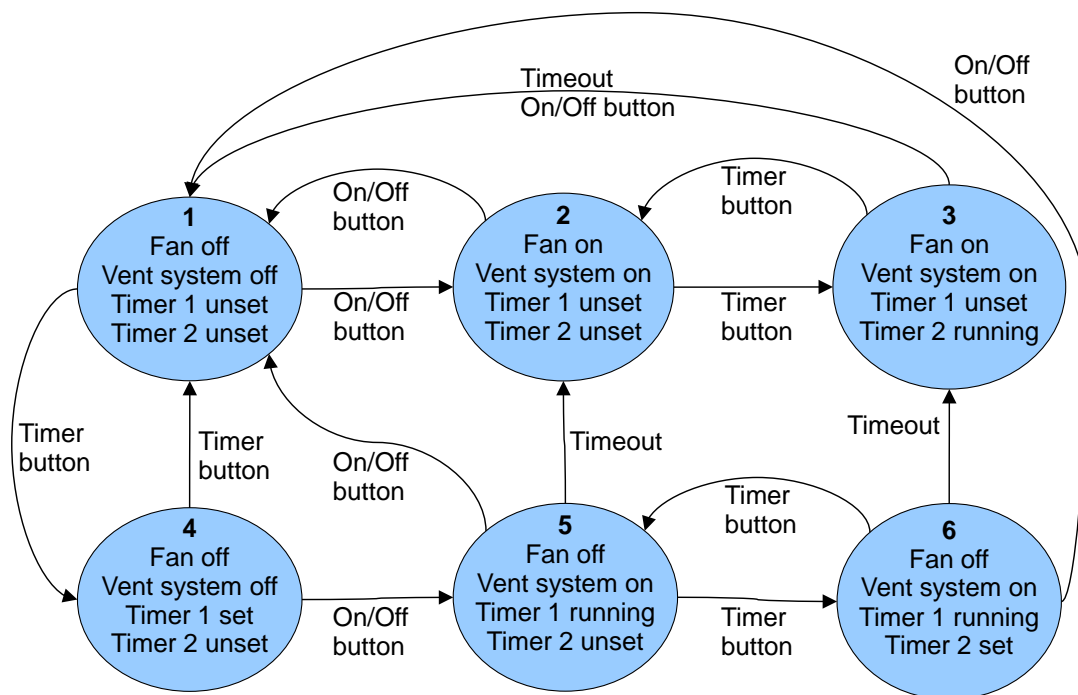 On/Off
button
Timeout
On/Off button
On/Off
button
Timer
button
1
Fan off
Vent system off
Timer 1 unset
Timer 2 unset
On/Off
button
2
Fan on
Vent system on
Timer 1 unset
Timer 2 unset
Timer
button
3
Fan on
Vent system on
Timer 1 unset
Timer 2 running
Timer
button
Timer
button
On/Off
button
Timeout
Timeout
Timer
button
4
Fan off
Vent system off
Timer 1 set
Timer 2 unset
On/Off
button
5
Fan off
Vent system on
Timer 1 running
Timer 2 unset
Timer
button
6
Fan off
Vent system on
Timer 1 running
Timer 2 set